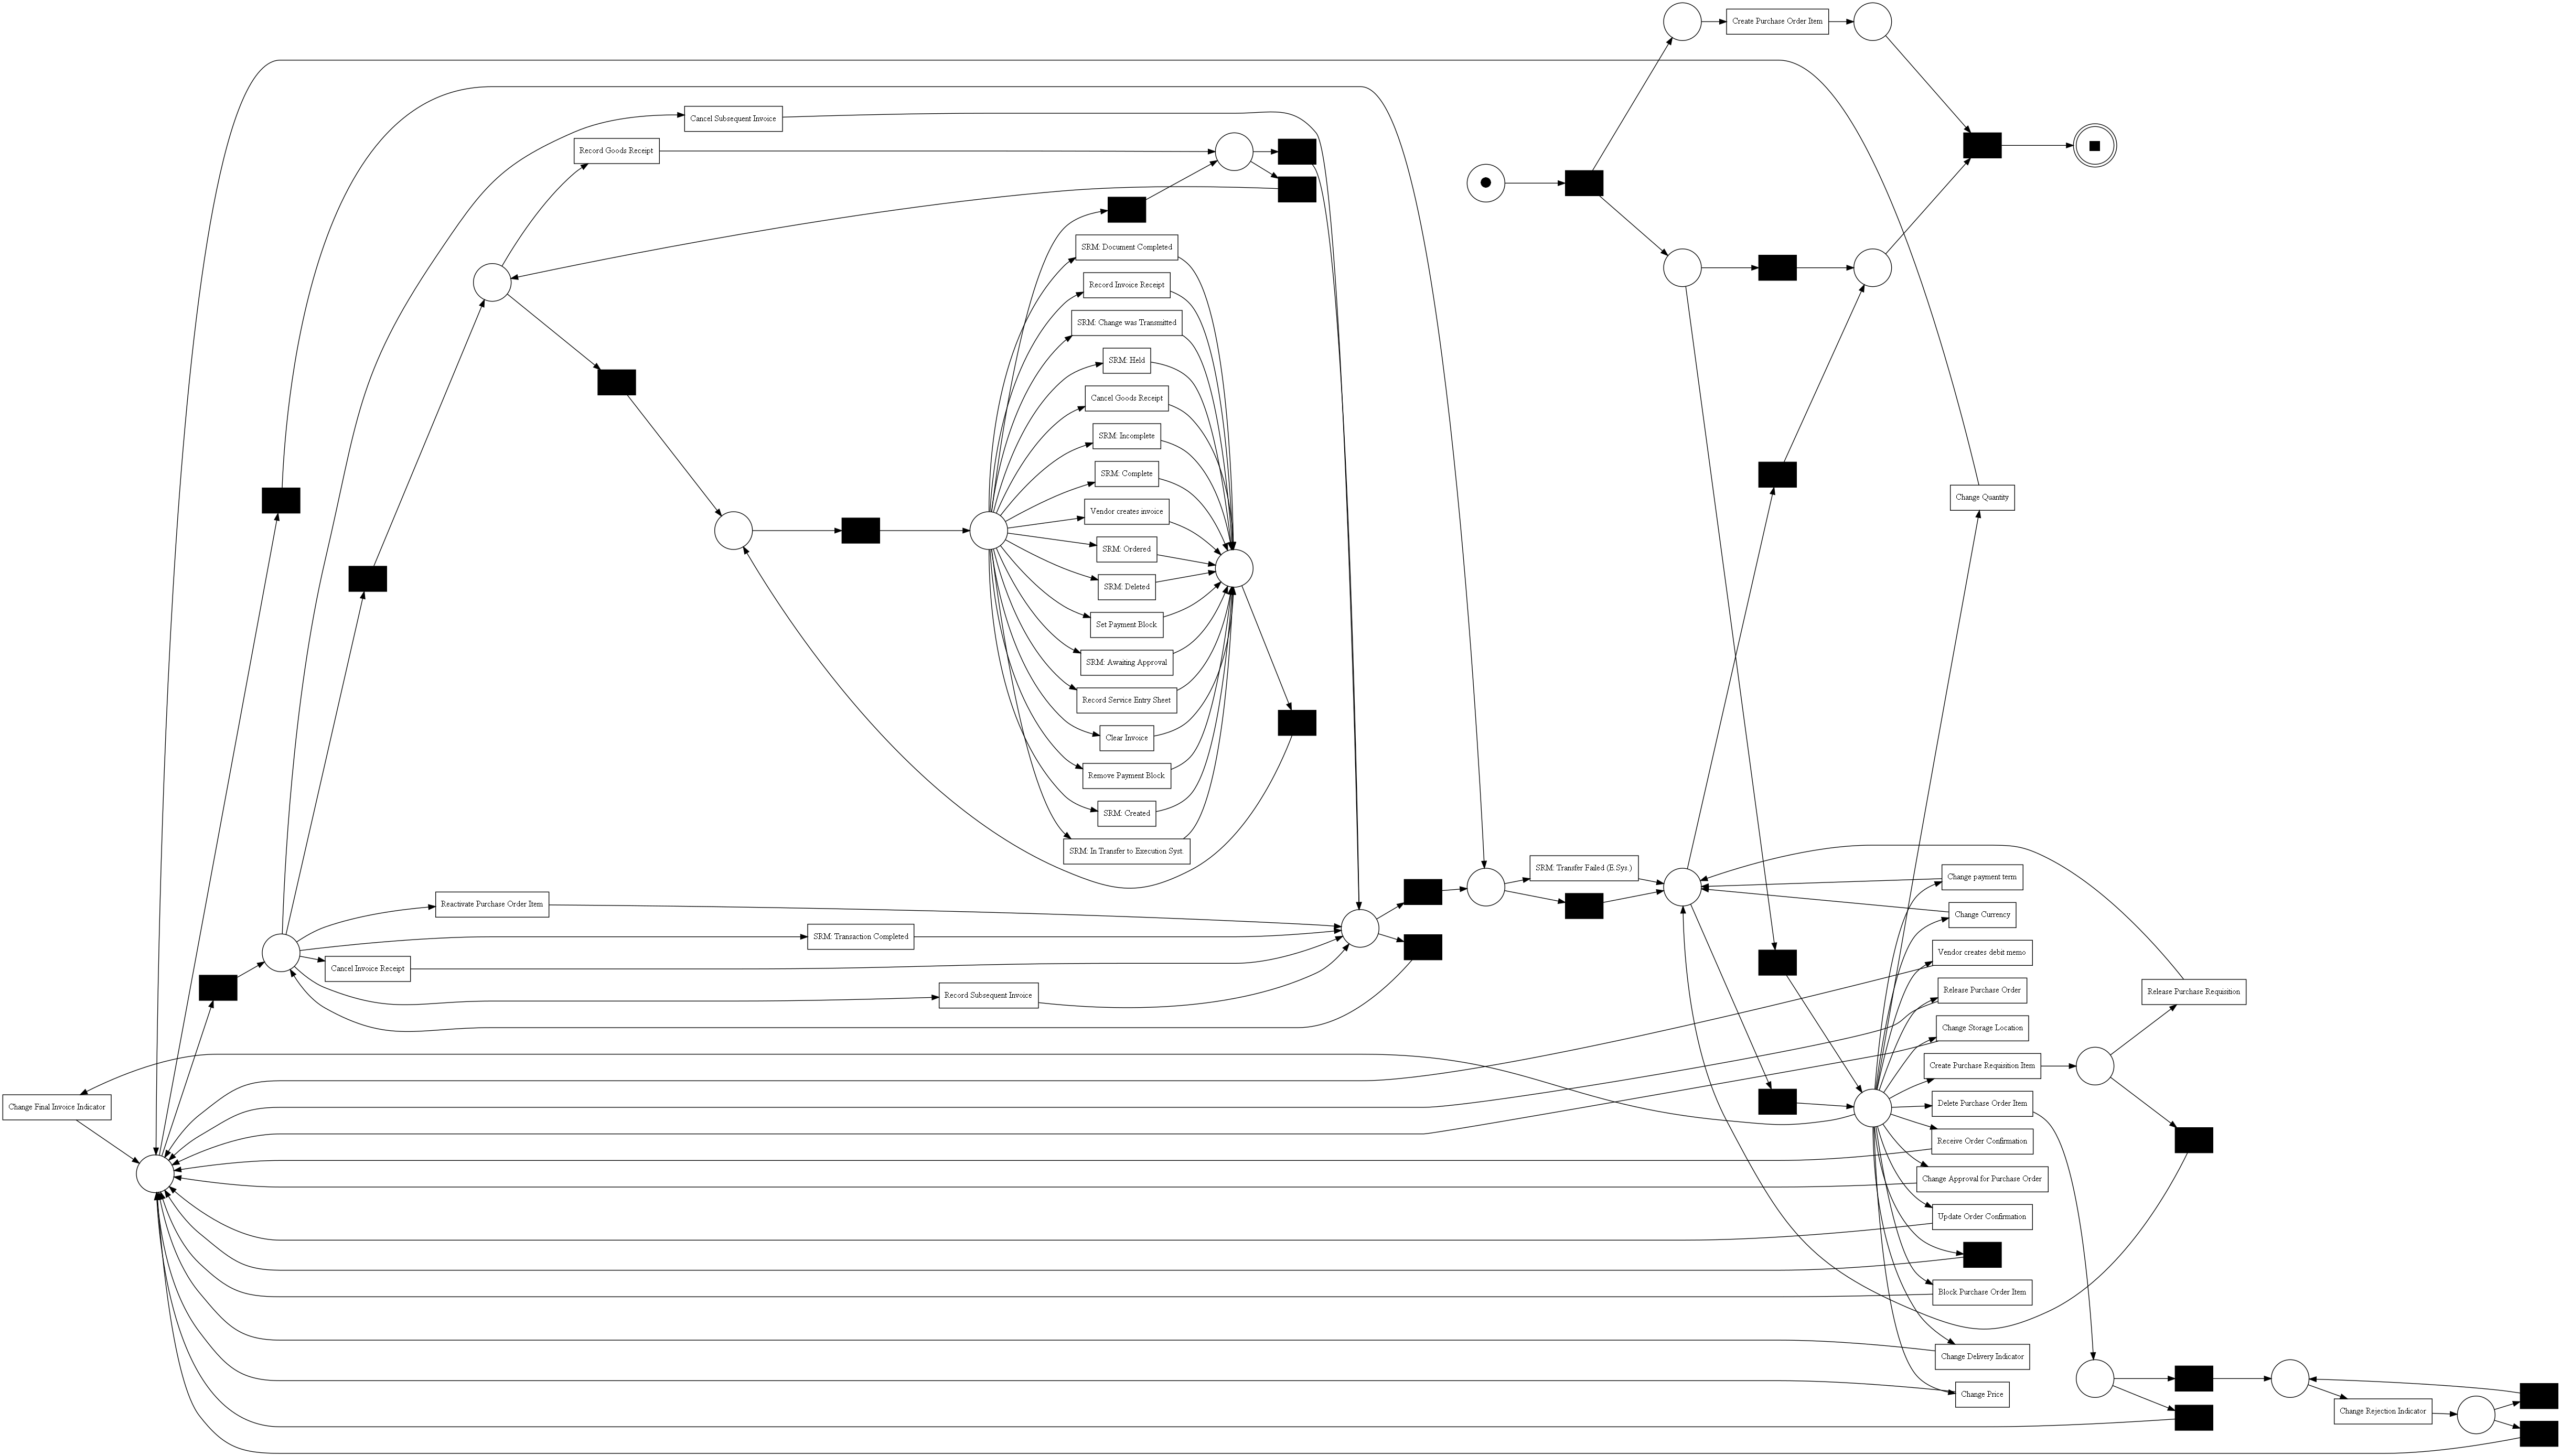 Create Purchase Order Item
Cancel Subsequent Invoice
Record Goods Receipt
SRM: Document Completed
Record Invoice Receipt
SRM: Change was Transmitted
SRM: Held
Cancel Goods Receipt
SRM: Incomplete
SRM: Complete
Vendor creates invoice
SRM: Ordered
SRM: Deleted
Set Payment Block
SRM: Awaiting Approval
Record Service Entry Sheet
Clear Invoice
Remove Payment Block
SRM: Created
SRM: In Transfer to Execution Syst.
Change Quantity
SRM: Transfer Failed (E.Sys.)
Reactivate Purchase Order Item
SRM: Transaction Completed
Cancel Invoice Receipt
Record Subsequent Invoice
Change Final Invoice Indicator
Change payment term
Change Currency
Vendor creates debit memo
Release Purchase Order
Release Purchase Requisition
Change Storage Location
Create Purchase Requisition Item
Delete Purchase Order Item
Receive Order Confirmation
Change Approval for Purchase Order
Update Order Confirmation
Block Purchase Order Item
Change Delivery Indicator
Change Price
Change Rejection Indicator